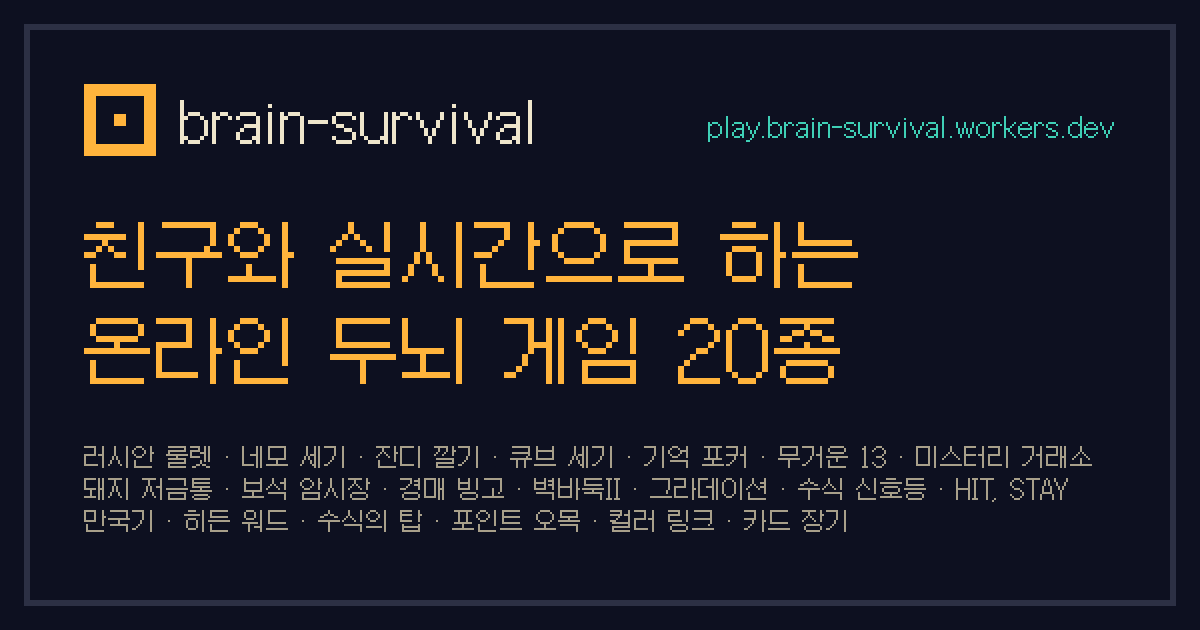 brain-survival
play.brain-survival.workers.dev
친구와 실시간으로 하는
온라인 두뇌 게임 20종
러시안 룰렛 · 네모 세기 · 잔디 깔기 · 큐브 세기 · 기억 포커 · 무거운 13 · 미스터리 거래소
돼지 저금통 · 보석 암시장 · 경매 빙고 · 벽바둑II · 그라데이션 · 수식 신호등 · HIT, STAY
만국기 · 히든 워드 · 수식의 탑 · 포인트 오목 · 컬러 링크 · 카드 장기